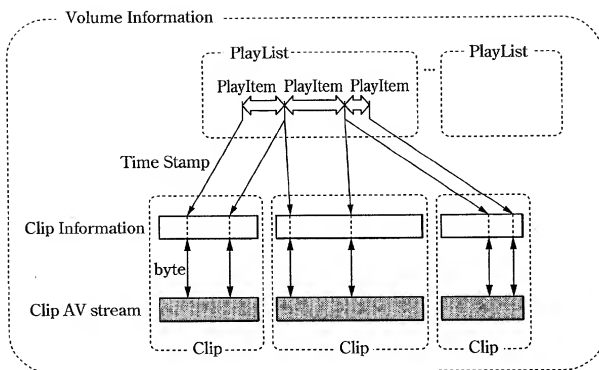 Volume Information
PlayList
PlayList
...
PlayItem PlayItem PlayItem
Time Stamp
Clip Information
byte
Clip AV stream
Clip
Clip
Clip